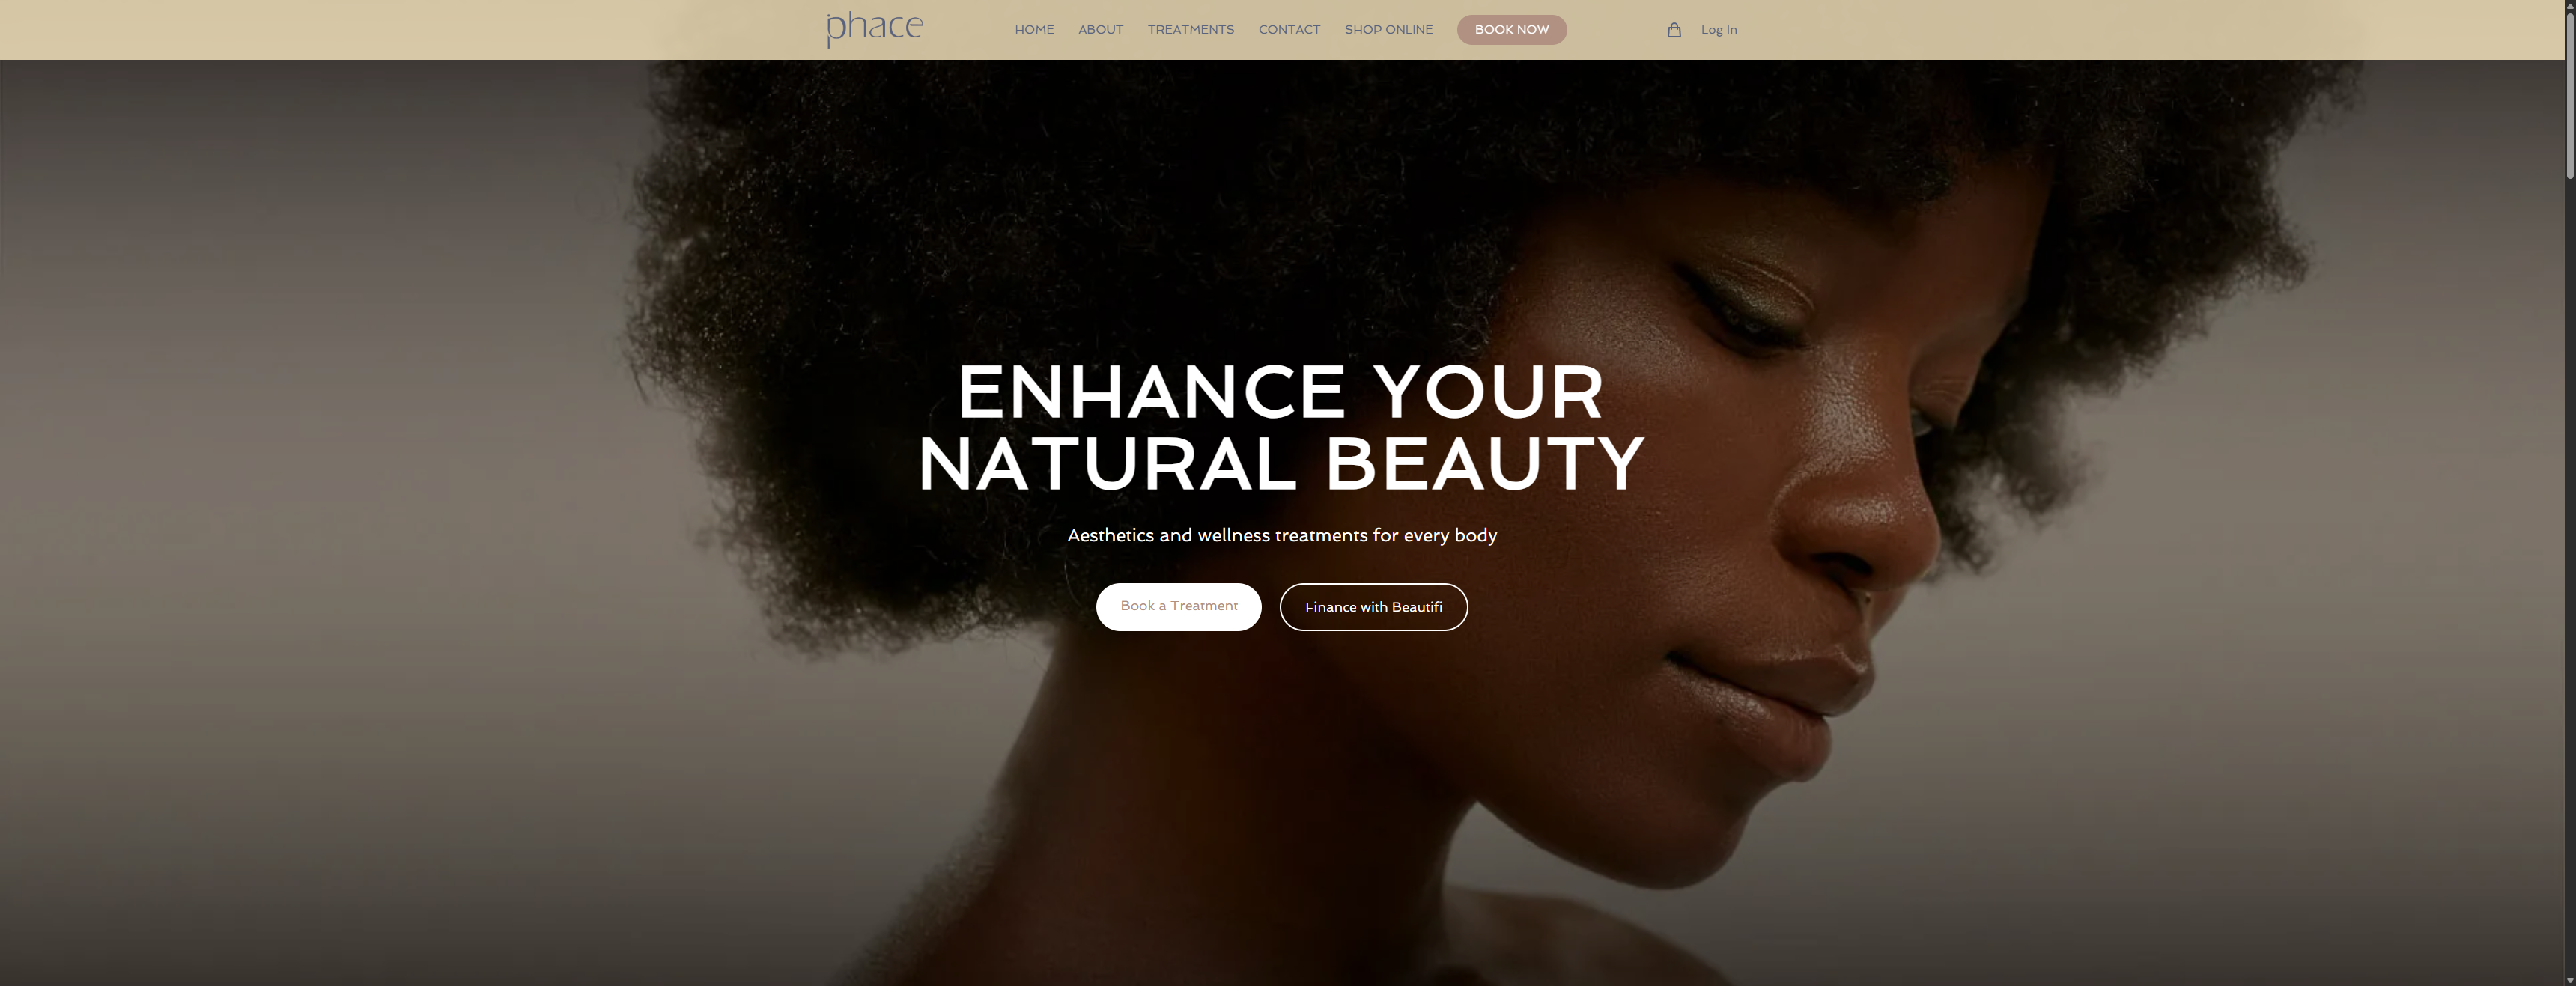 phace
HOME ABOUT TREATMENTS CONTACT SHOP ONLINE BOOK NOW Log In
ENHANCE YOUR
NATURAL BEAUTY
Aesthetics and wellness treatments for every body
Book a Treatment Finance with Beautifi